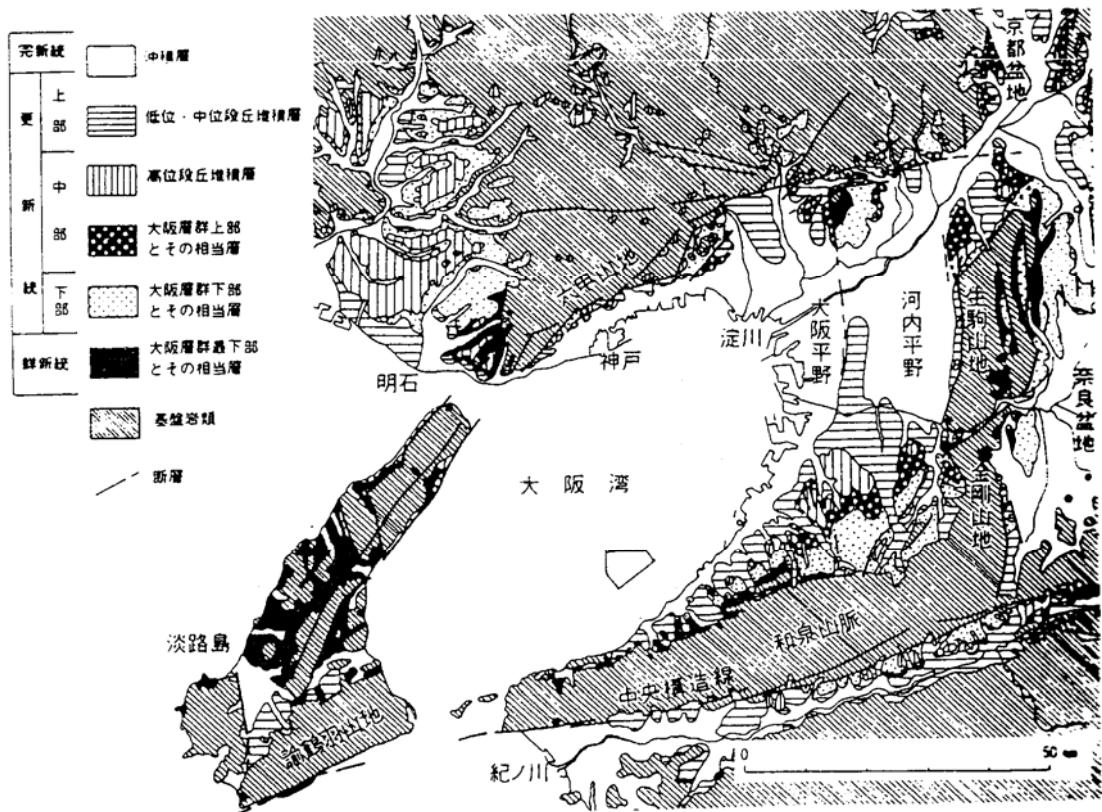 完新統
更
新
統
上
部
中
部
下
部
鮮新統
沖積層
低位・中位段丘堆積層
高位段丘堆積層
大阪層群上部
とその相当層
大阪層群下部
とその相当層
大阪層群最下部
とその相当層
基盤岩類
断層
京都盆地
六甲山地
神戸
明石
淀川
大阪平野
河内平野
生駒山地
奈良盆地
金剛山地
大阪湾
淡路島
諭鶴羽山地
和泉山脈
中央構造線
紀ノ川
0
50 km